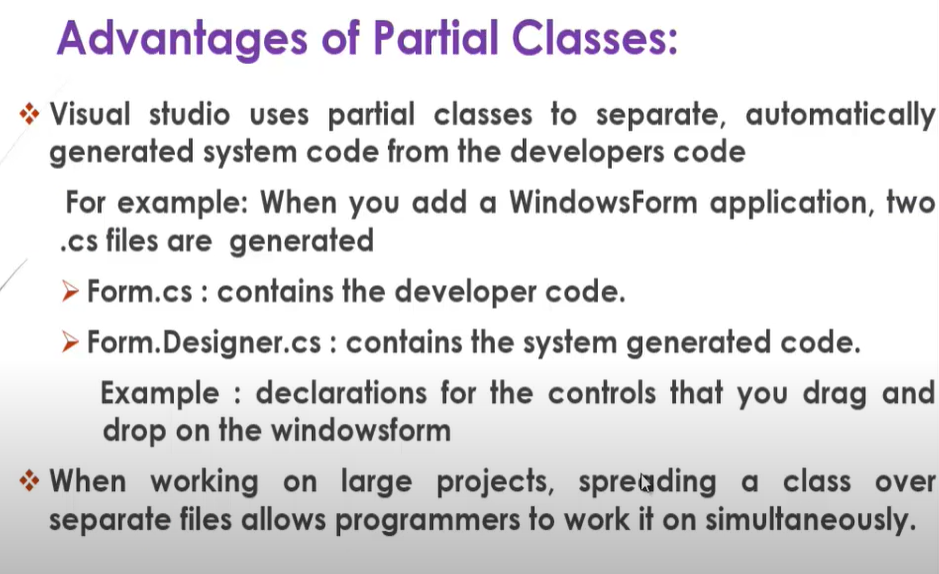 Advantages of Partial Classes:
Visual studio uses partial classes to separate, automatically
generated system code from the developers code
For example: When you add a WindowsForm application, two
.cs files are generated
Form.cs : contains the developer code.
Form.Designer.cs : contains the system generated code.
Example : declarations for the controls that you drag and
drop on the windowsform
When working on large projects, spreading a class over
separate files allows programmers to work it on simultaneously.